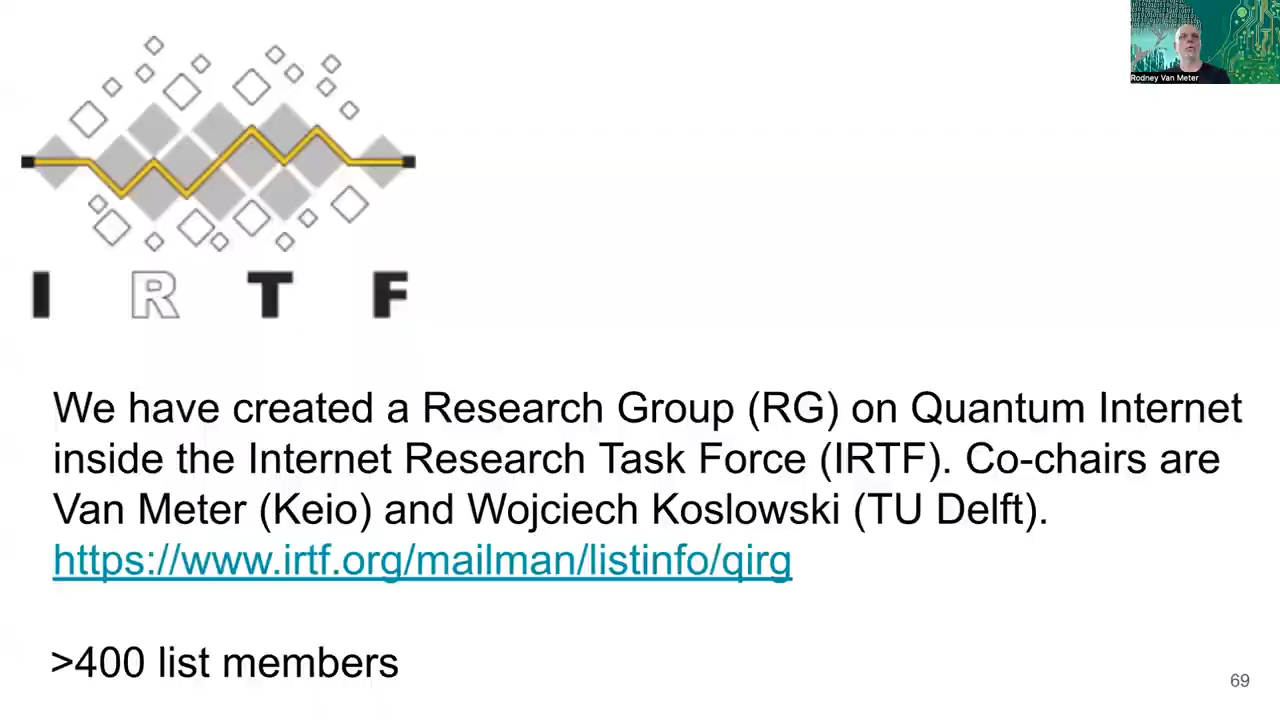 Rodney Van Meter
I R T F
We have created a Research Group (RG) on Quantum Internet
inside the Internet Research Task Force (IRTF). Co-chairs are
Van Meter (Keio) and Wojciech Koslowski (TU Delft).
https://www.irtf.org/mailman/listinfo/qirg
>400 list members
69